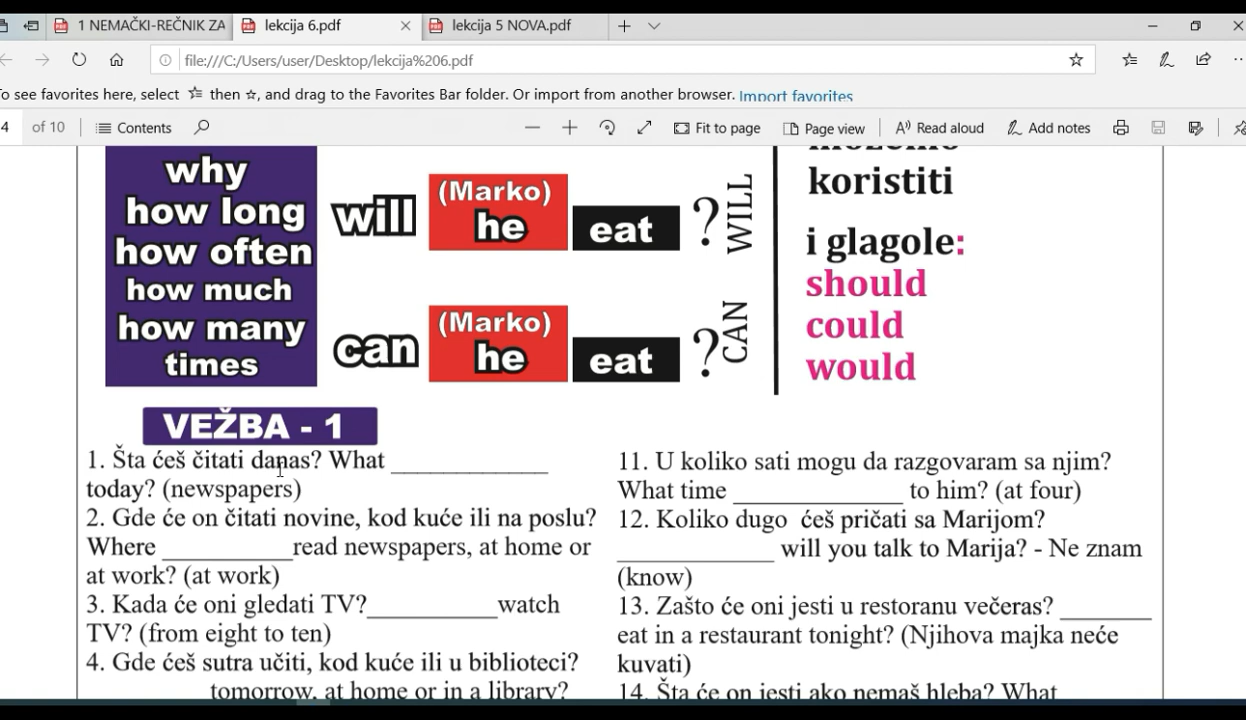 1 NEMAČKI-REČNIK ZA
lekcija 6.pdf
lekcija 5 NOVA.pdf
file:///C:/Users/user/Desktop/lekcija%206.pdf
o see favorites here, select then , and drag to the Favorites Bar folder. Or import from another browser. Import favorites
4 of 10 Contents Fit to page Page view Read aloud Add notes
why
how long
how often
how much
how many
times
will (Marko) he eat ? WILL
can (Marko) he eat ? CAN
koristiti
i glagole:
should
could
would
VEŽBA - 1
1. Šta ćeš čitati danas? What ____________
today? (newspapers)
2. Gde će on čitati novine, kod kuće ili na poslu?
Where __________read newspapers, at home or
at work? (at work)
3. Kada će oni gledati TV?__________watch
TV? (from eight to ten)
4. Gde ćeš sutra učiti, kod kuće ili u biblioteci?
tomorrow, at home or in a library?
11. U koliko sati mogu da razgovaram sa njim?
What time _____________ to him? (at four)
12. Koliko dugo ćeš pričati sa Marijom?
____________ will you talk to Marija? - Ne znam
(know)
13. Zašto će oni jesti u restoranu večeras? _______
eat in a restaurant tonight? (Njihova majka neće
kuvati)
14. Šta će on jesti ako nemaš hleba? What